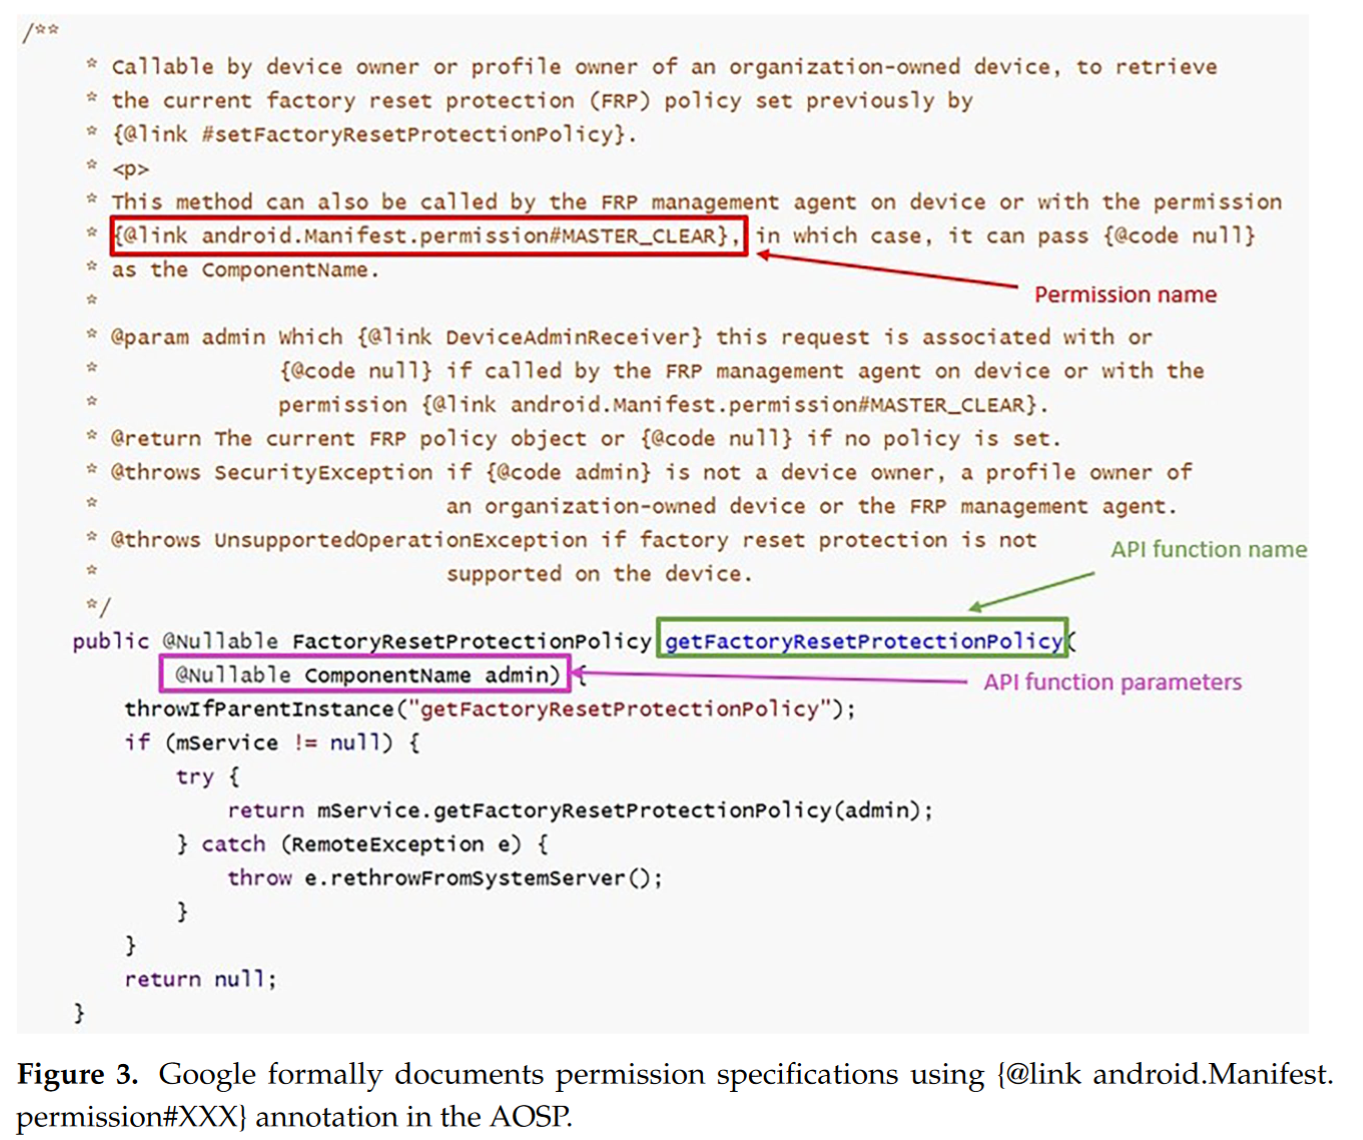 /**
* Callable by device owner or profile owner of an organization-owned device, to retrieve
* the current factory reset protection (FRP) policy set previously by
* {@link #setFactoryResetProtectionPolicy}.
* <p>
* This method can also be called by the FRP management agent on device or with the permission
* {@link android.Manifest.permission#MASTER_CLEAR}, in which case, it can pass {@code null}
* as the ComponentName.
*
Permission name
* @param admin Which {@link DeviceAdminReceiver} this request is associated with or
* {@code null} if called by the FRP management agent on device or with the
* permission {@link android.Manifest.permission#MASTER_CLEAR}.
* @return The current FRP policy object or {@code null} if no policy is set.
* @throws SecurityException if {@code admin} is not a device owner, a profile owner of
* an organization-owned device or the FRP management agent.
* @throws UnsupportedOperationException if factory reset protection is not
API function name
* supported on the device.
*/
public @Nullable FactoryResetProtectionPolicy getFactoryResetProtectionPolicy(
@Nullable ComponentName admin) {
API function parameters
throwIfParentInstance("getFactoryResetProtectionPolicy");
if (mService != null) {
try {
return mService.getFactoryResetProtectionPolicy(admin);
} catch (RemoteException e) {
throw e.rethrowFromSystemServer();
}
}
return null;
}
Figure 3. Google formally documents permission specifications using {@link android.Manifest.
permission#XXX} annotation in the AOSP.